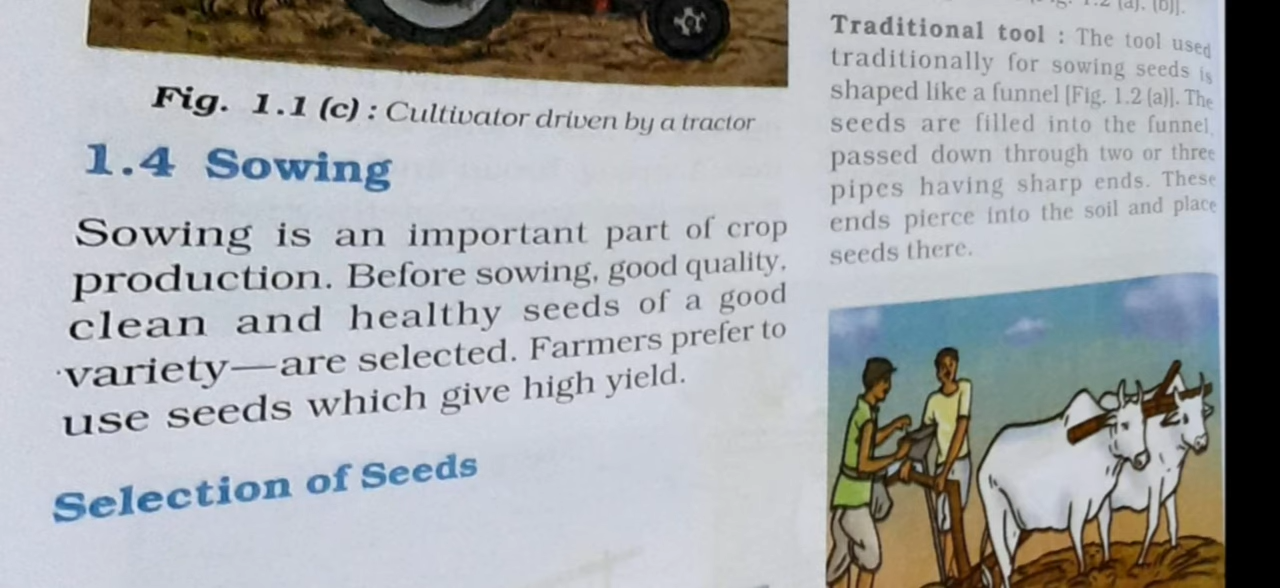 Fig. 1.1 (c) : Cultivator driven by a tractor
1.4 Sowing
Sowing is an important part of crop
production. Before sowing, good quality,
clean and healthy seeds of a good
variety—are selected. Farmers prefer to
use seeds which give high yield.
Selection of Seeds
1.2 (a), (b)].
Traditional tool : The tool used
traditionally for sowing seeds is
shaped like a funnel [Fig. 1.2 (a)]. The
seeds are filled into the funnel,
passed down through two or three
pipes having sharp ends. These
ends pierce into the soil and place
seeds there.